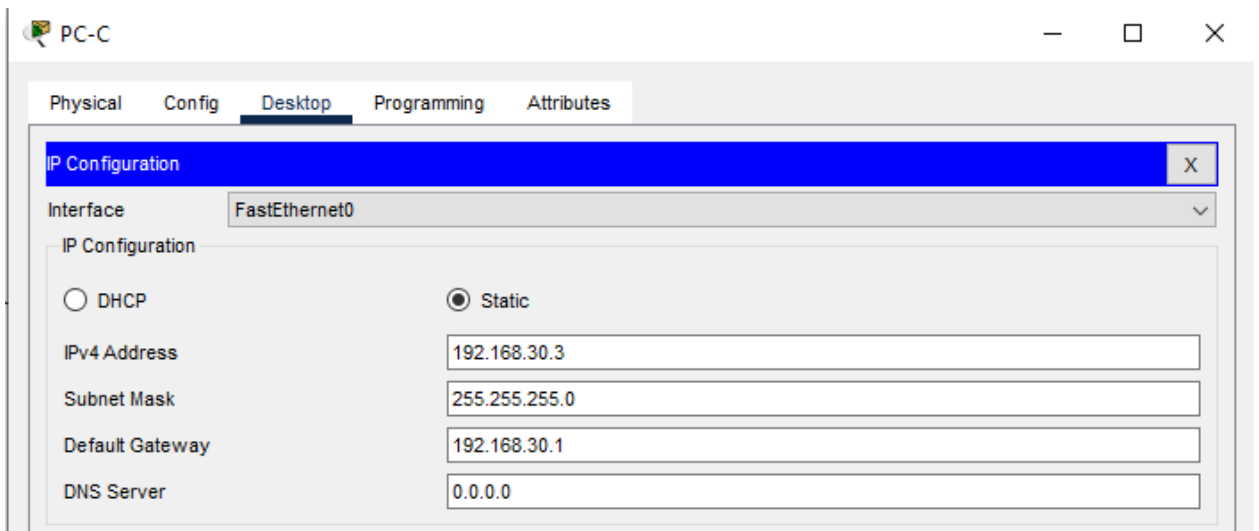 PC-C
Physical Config Desktop Programming Attributes
IP Configuration X
Interface FastEthernet0
IP Configuration
DHCP Static
IPv4 Address 192.168.30.3
Subnet Mask 255.255.255.0
Default Gateway 192.168.30.1
DNS Server 0.0.0.0